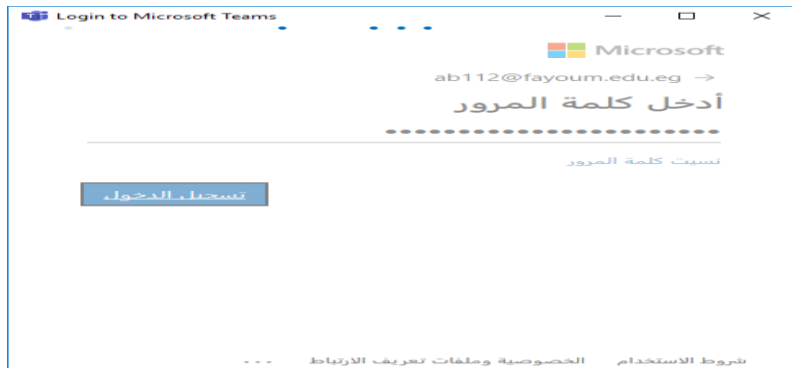 Login to Microsoft Teams
Microsoft
ab112@fayoum.edu.eg
أدخل كلمة المرور
نسيت كلمة المرور
تسجيل الدخول
شروط الاستخدام الخصوصية وملفات تعريف الارتباط ...